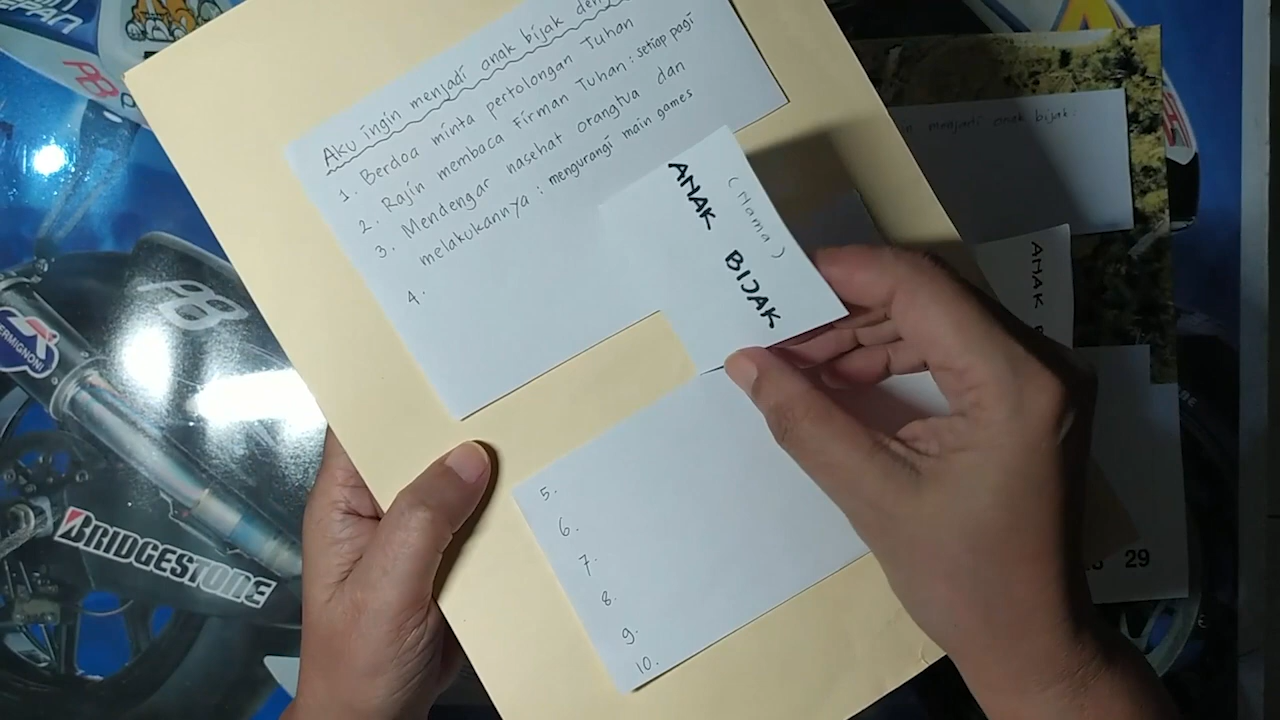 Aku ingin menjadi anak bijak
1. Berdoa minta pertolongan Tuhan
2. Rajin membaca Firman Tuhan : setiap pagi
3. Mendengar nasehat orangtua dan
melakukannya : mengurangi main games
4.
(Nama)
ANAK BIJAK
5.
6.
7.
8.
9.
10.
menjadi anak bijak :
ANAK
29
BRIDGESTONE